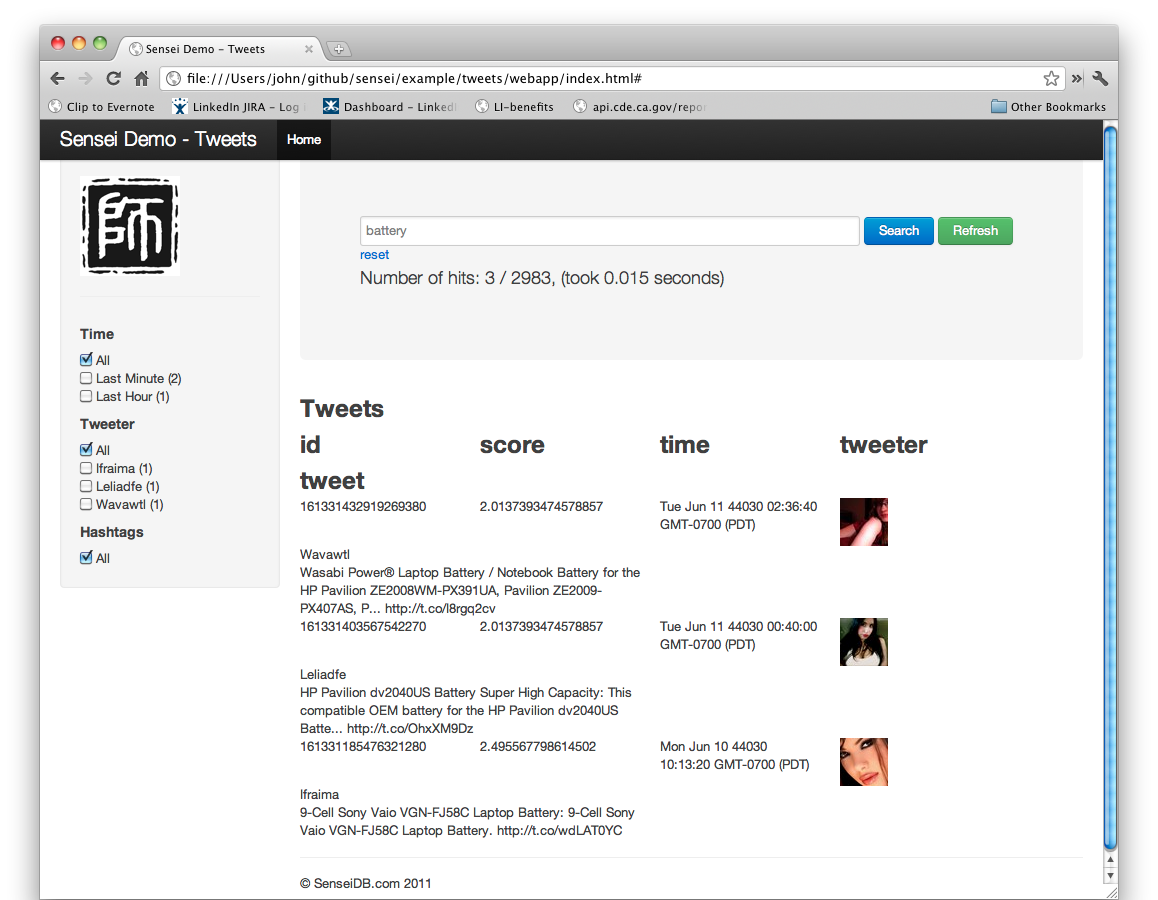 Sensei Demo – Tweets
file:///Users/john/github/sensei/example/tweets/webapp/index.html#
Clip to Evernote
LinkedIn JIRA – Log i
Dashboard – Linked
LI-benefits
api.cde.ca.gov/repo
Other Bookmarks
Sensei Demo - Tweets
Home
師
battery
Search
Refresh
reset
Number of hits: 3 / 2983, (took 0.015 seconds)
Time
All
Last Minute (2)
Last Hour (1)
Tweeter
All
Ifraima (1)
Leliadfe (1)
Wavawtl (1)
Hashtags
All
Tweets
id score time tweeter
tweet
161331432919269380 2.0137393474578857 Tue Jun 11 44030 02:36:40
GMT-0700 (PDT)
Wavawtl
Wasabi Power® Laptop Battery / Notebook Battery for the
HP Pavilion ZE2008WM-PX391UA, Pavilion ZE2009-
PX407AS, P... http://t.co/l8rgq2cv
161331403567542270 2.0137393474578857 Tue Jun 11 44030 00:40:00
GMT-0700 (PDT)
Leliadfe
HP Pavilion dv2040US Battery Super High Capacity: This
compatible OEM battery for the HP Pavilion dv2040US
Batte... http://t.co/OhxXM9Dz
161331185476321280 2.495567798614502 Mon Jun 10 44030
10:13:20 GMT-0700 (PDT)
Ifraima
9-Cell Sony Vaio VGN-FJ58C Laptop Battery: 9-Cell Sony
Vaio VGN-FJ58C Laptop Battery. http://t.co/wdLAT0YC
© SenseiDB.com 2011